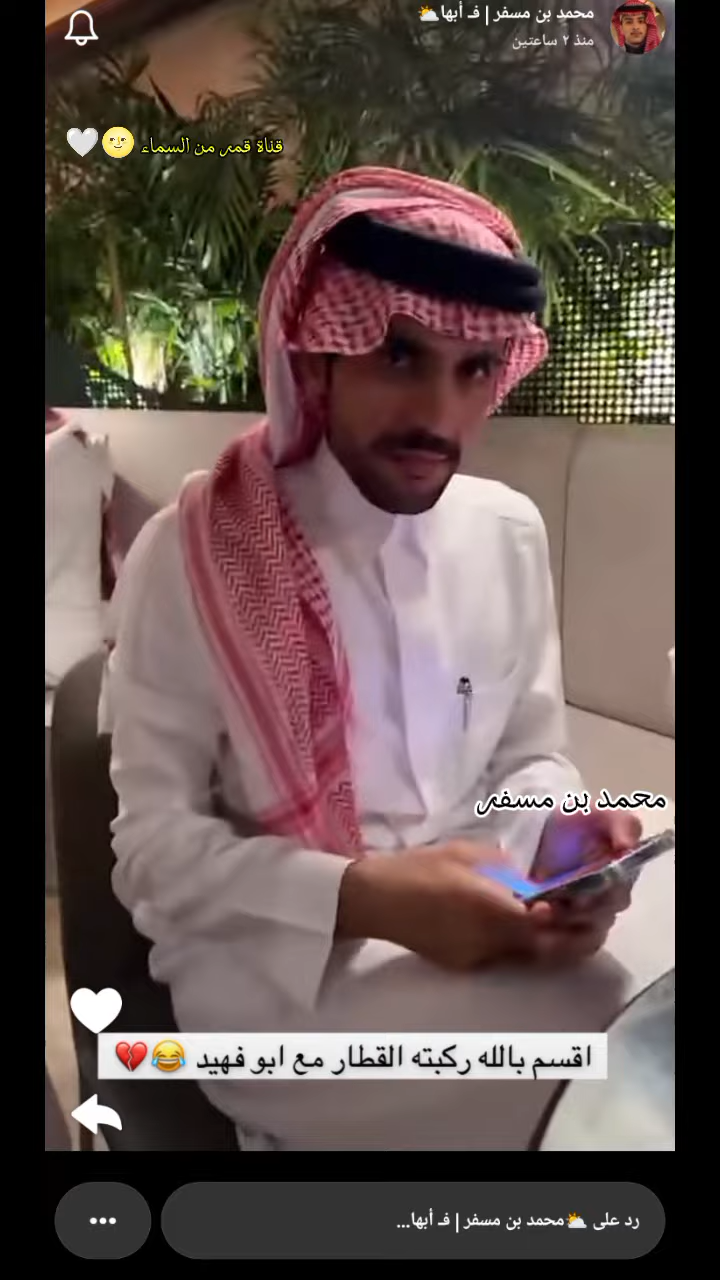 محمد بن مسفر | فـ أبها⛅
منذ ٢ ساعتين
قناة قمر من السماء 🌝🤍
محمد بن مسفر
اقسم بالله ركبته القطار مع ابو فهيد 😂💔
رد على ⛅محمد بن مسفر | فـ أبها...